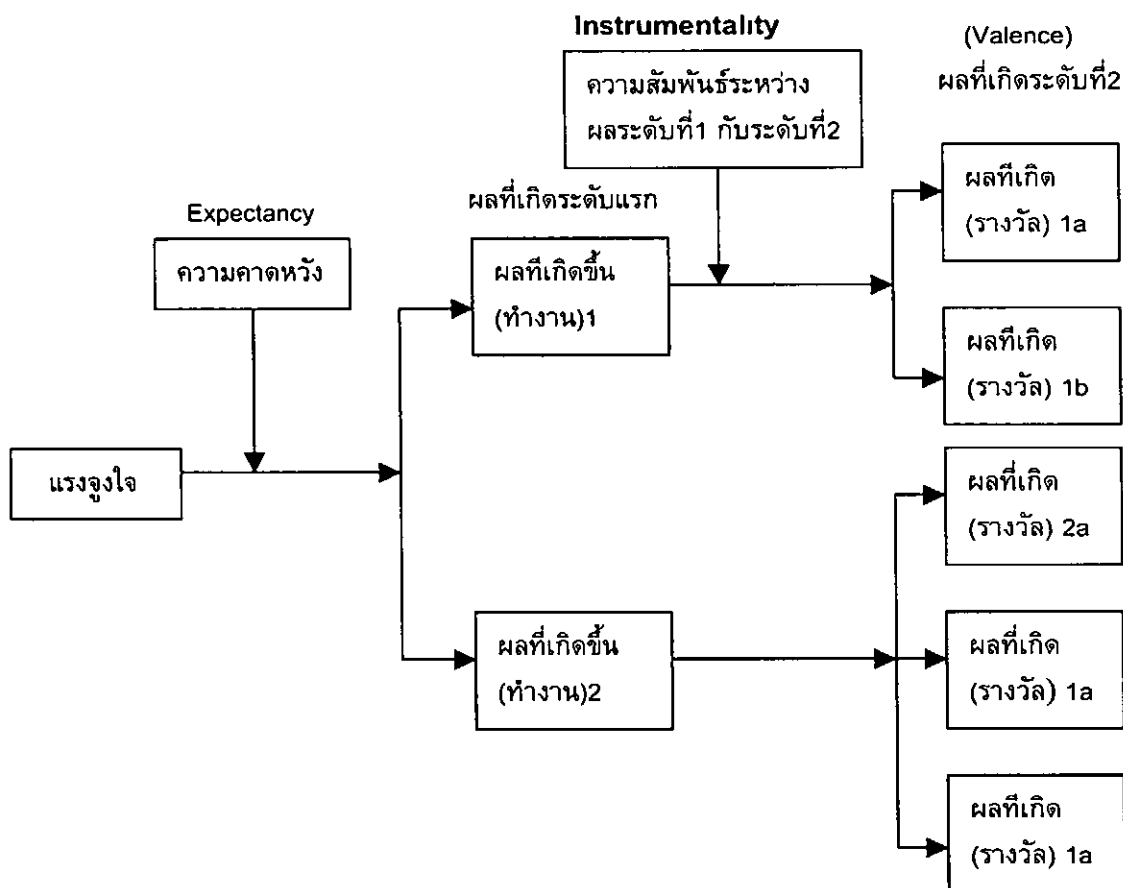 Instrumentality
(Valence)
ผลที่เกิดระดับที่2
ความสัมพันธ์ระหว่าง
ผลระดับที่1 กับระดับที่2
ผลที่เกิดระดับแรก
Expectancy
ความคาดหวัง
ผลที่เกิดขึ้น
(ทำงาน)1
ผลที่เกิด
(รางวัล) 1a
ผลที่เกิด
(รางวัล) 1b
แรงจูงใจ
ผลที่เกิด
(รางวัล) 2a
ผลที่เกิดขึ้น
(ทำงาน)2
ผลที่เกิด
(รางวัล) 1a
ผลที่เกิด
(รางวัล) 1a